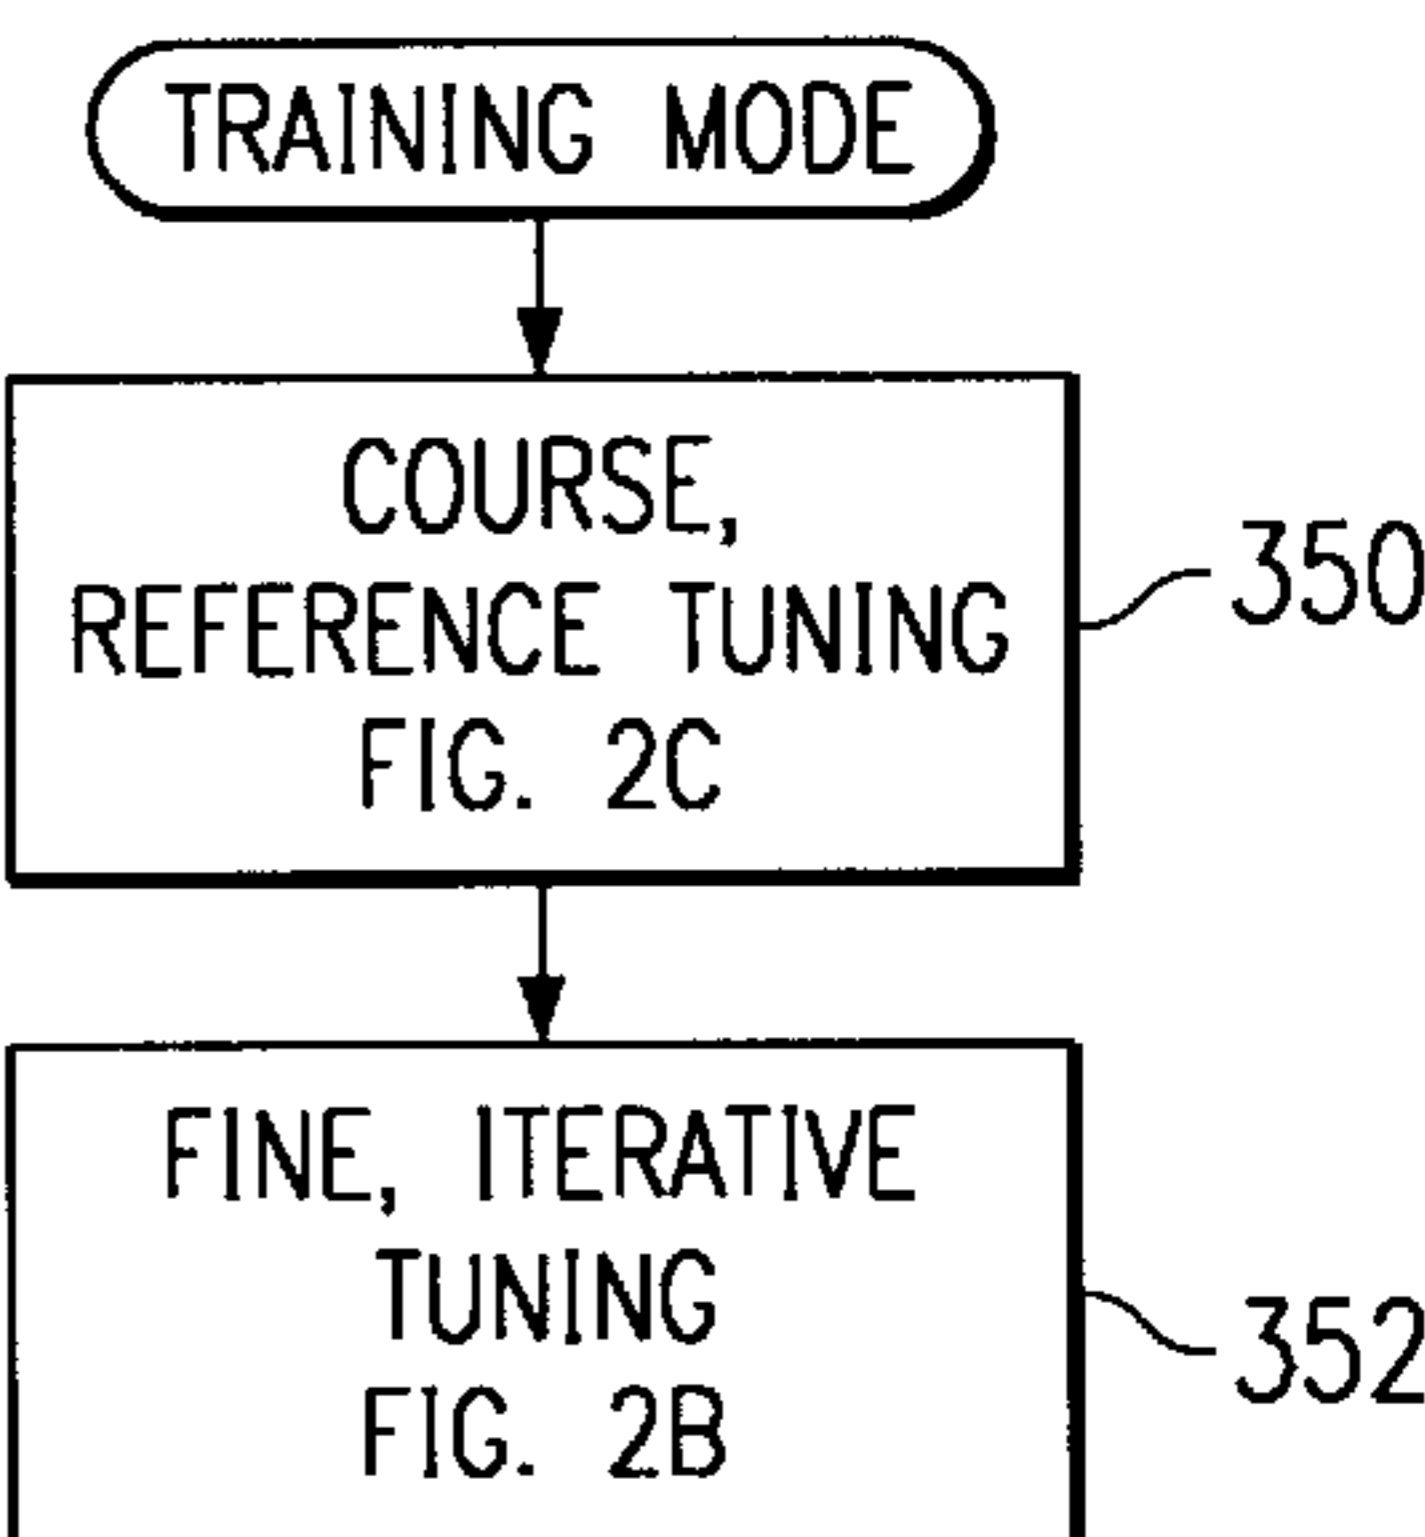 TRAINING MODE
COURSE,
REFERENCE TUNING
FIG. 2C
350
FINE, ITERATIVE
TUNING
FIG. 2B
352